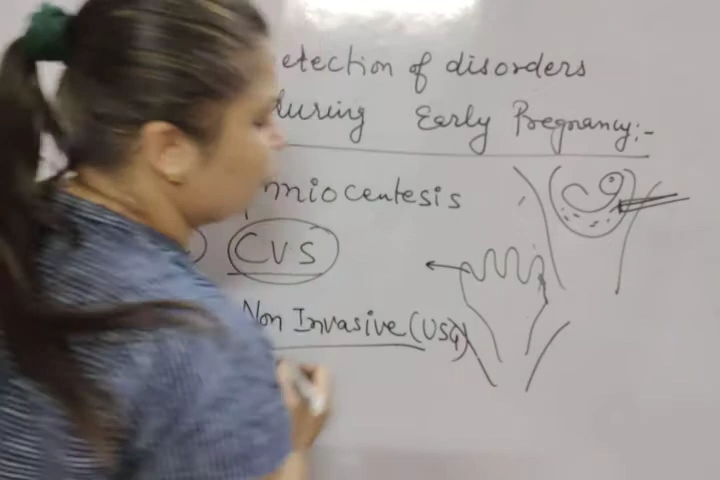 etection of disorders
during Early Pregnancy:-
mniocentesis
CVS
Non Invasive (USG)